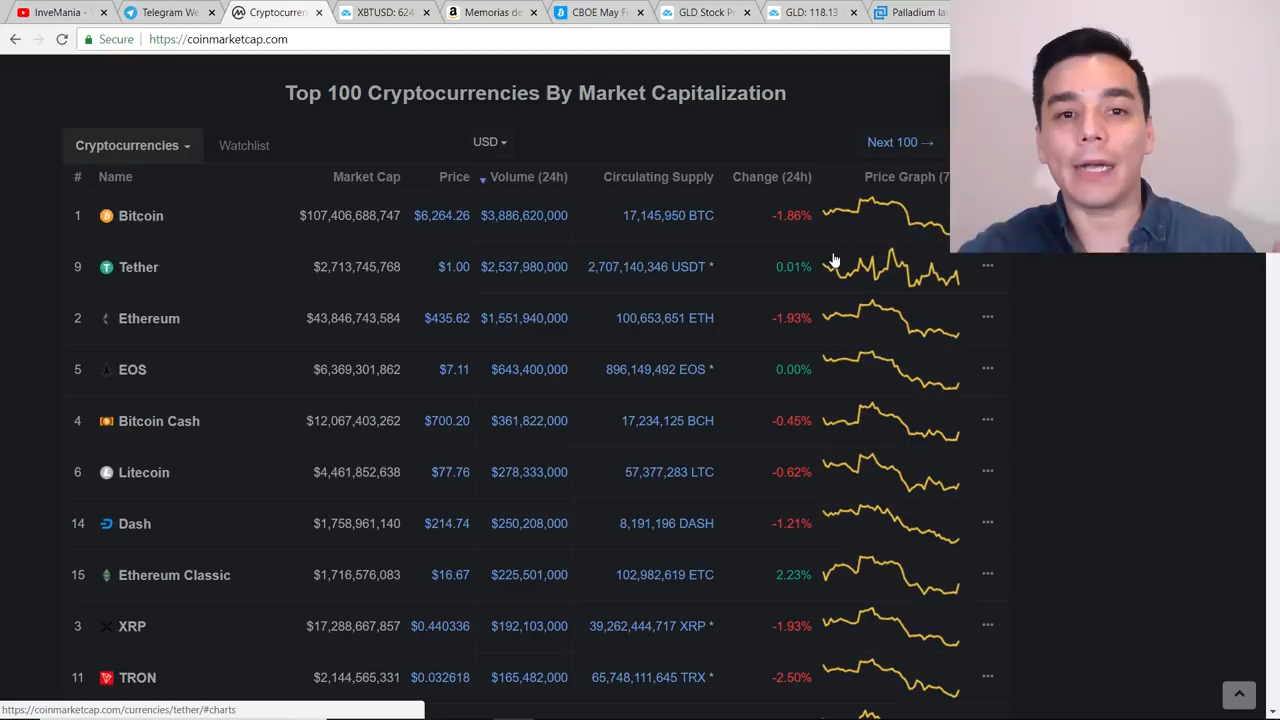 InveMania - Telegram We Cryptocurren XBTUSD: 624 Memorias de CBOE May Fi GLD Stock P GLD: 118.13 Palladium la
Secure https://coinmarketcap.com
Top 100 Cryptocurrencies By Market Capitalization
Cryptocurrencies Watchlist USD Next 100 →
# Name Market Cap Price Volume (24h) Circulating Supply Change (24h) Price Graph (7
1 Bitcoin $107,406,688,747 $6,264.26 $3,886,620,000 17,145,950 BTC -1.86%
9 Tether $2,713,745,768 $1.00 $2,537,980,000 2,707,140,346 USDT * 0.01%
2 Ethereum $43,846,743,584 $435.62 $1,551,940,000 100,653,651 ETH -1.93%
5 EOS $6,369,301,862 $7.11 $643,400,000 896,149,492 EOS * 0.00%
4 Bitcoin Cash $12,067,403,262 $700.20 $361,822,000 17,234,125 BCH -0.45%
6 Litecoin $4,461,852,638 $77.76 $278,333,000 57,377,283 LTC -0.62%
14 Dash $1,758,961,140 $214.74 $250,208,000 8,191,196 DASH -1.21%
15 Ethereum Classic $1,716,576,083 $16.67 $225,501,000 102,982,619 ETC 2.23%
3 XRP $17,288,667,857 $0.440336 $192,103,000 39,262,444,717 XRP * -1.93%
11 TRON $2,144,565,331 $0.032618 $165,482,000 65,748,111,645 TRX * -2.50%
https://coinmarketcap.com/currencies/tether/#charts